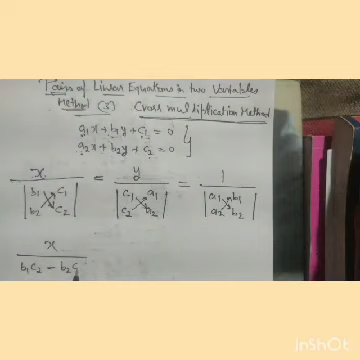 Pairs of Linear Equations in two Variables
Method (3) Cross multiplication Method
a₁x + b₁y + c₁ = 0
a₂x + b₂y + c₂ = 0
x = y = 1
b₁ c₁ c₁ a₁ a₁ b₁
b₂ c₂ c₂ a₂ a₂ b₂
x
b₁c₂ − b₂c
InShOt